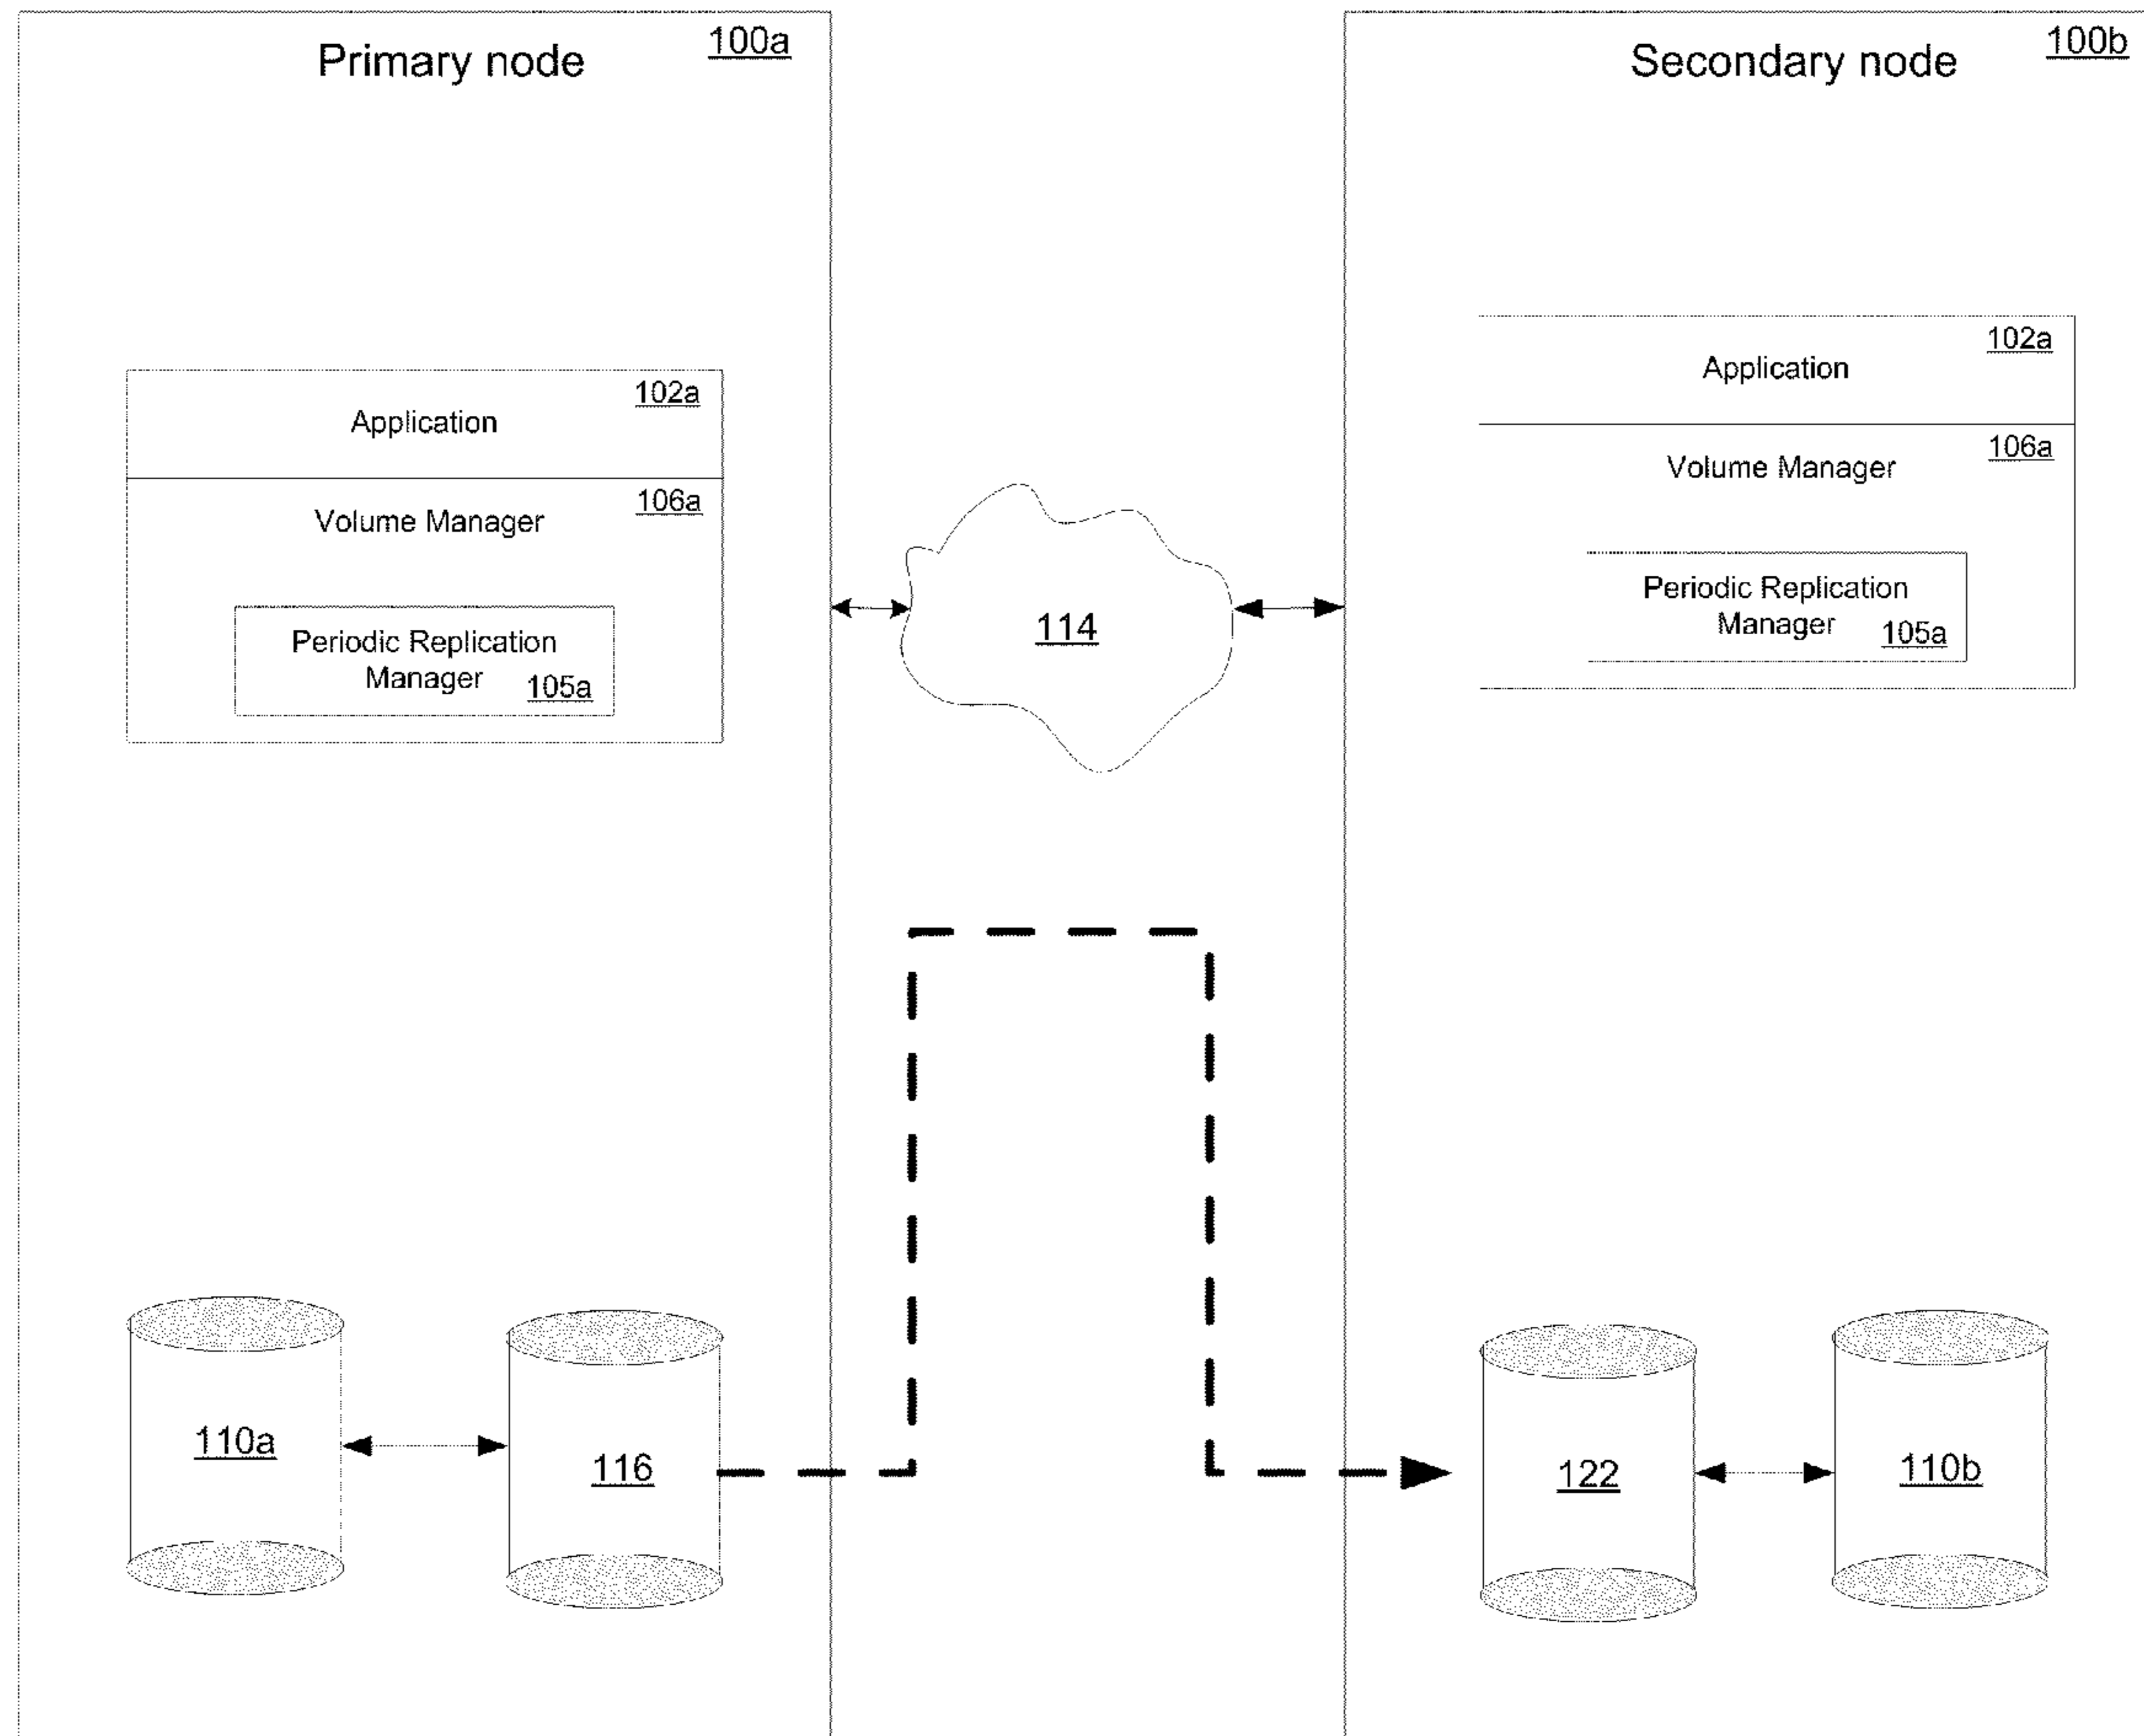 Primary node
100a
102a
Application
106a
Volume Manager
Periodic Replication
Manager
105a
110a
116
114
Secondary node
100b
102a
Application
106a
Volume Manager
Periodic Replication
Manager
105a
122
110b